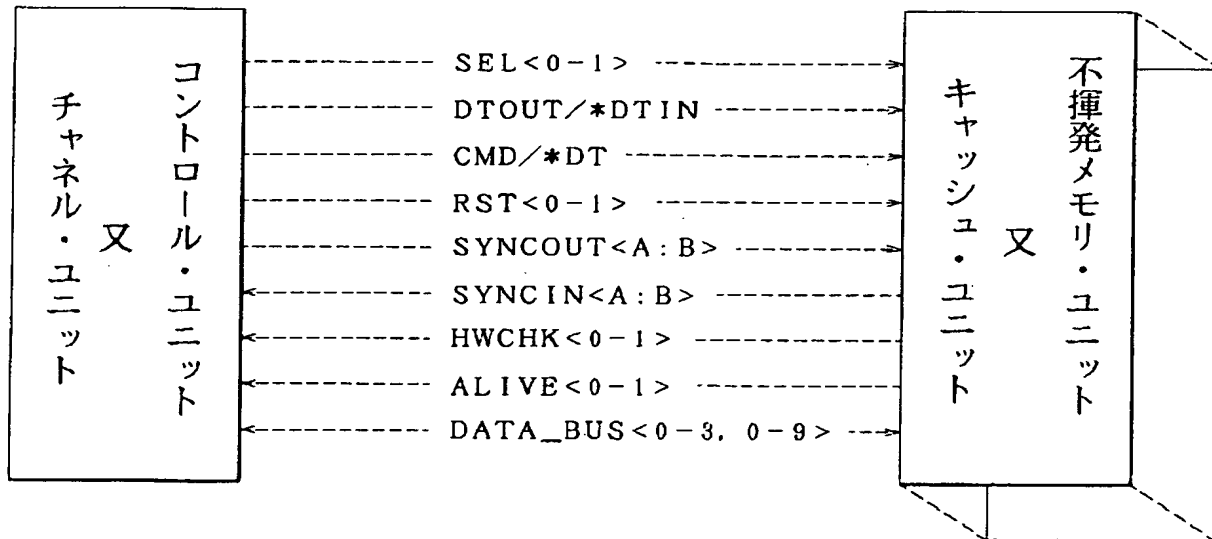 コントロール・ユニット
又
チャネル・ユニット
SEL<0-1>
DTOUT/*DTIN
CMD/*DT
RST<0-1>
SYNCOUT<A:B>
SYNCIN<A:B>
HWCHK<0-1>
ALIVE<0-1>
DATA_BUS<0-3, 0-9>
不揮発メモリ・ユニット
又
キャッシュ・ユニット